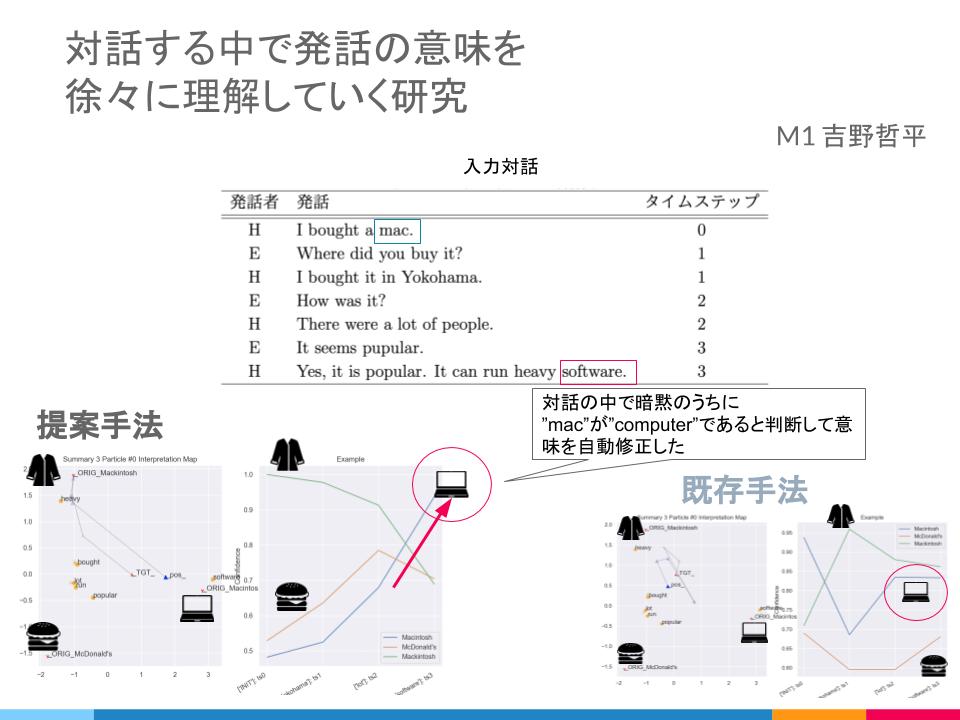 対話する中で発話の意味を
徐々に理解していく研究
M1 吉野哲平
入力対話
発話者 発話 タイムステップ
H I bought a mac. 0
E Where did you buy it? 1
H I bought it in Yokohama. 1
E How was it? 2
H There were a lot of people. 2
E It seems pupular. 3
H Yes, it is popular. It can run heavy software. 3
対話の中で暗黙のうちに
”mac”が”computer”であると判断して意
味を自動修正した
提案手法
Summary 3 Particle #0 Interpretation Map
ORIG_Mackintosh
heavy
bought
lot
run
popular
_TGT_
_pos_
software
ORIG_Macintos
ORIG_McDonald's
2.
1.5
1.0
0.5
0.0
−0.5
−1.
−1.5
−2 −1 0 1 2 3
Example
Confidence
1.0
0.9
0.8
0.7
0.6
0.5
Macintosh
McDonald's
Mackintosh
['INIT']: ts0
okohama']: ts1
['lot']: ts2
software']: ts3
既存手法
Summary 3 Particle #0 Interpretation Map
ORIG_Mackintosh
heavy
_TGT_
_pos_
bought
lot
run
popular
software
ORIG_Macintos
ORIG_McDonald's
2.0
1.5
1.0
0.5
0.0
−0.5
−1.0
−1.5
−2 −1 0 1 2 3
Example
Confidence
0.95
0.90
0.85
0.80
0.75
0.70
0.65
0.60
Macintosh
McDonald's
Mackintosh
['INIT']: ts0
ohama']: ts1
['lot']: ts2
software']: ts3